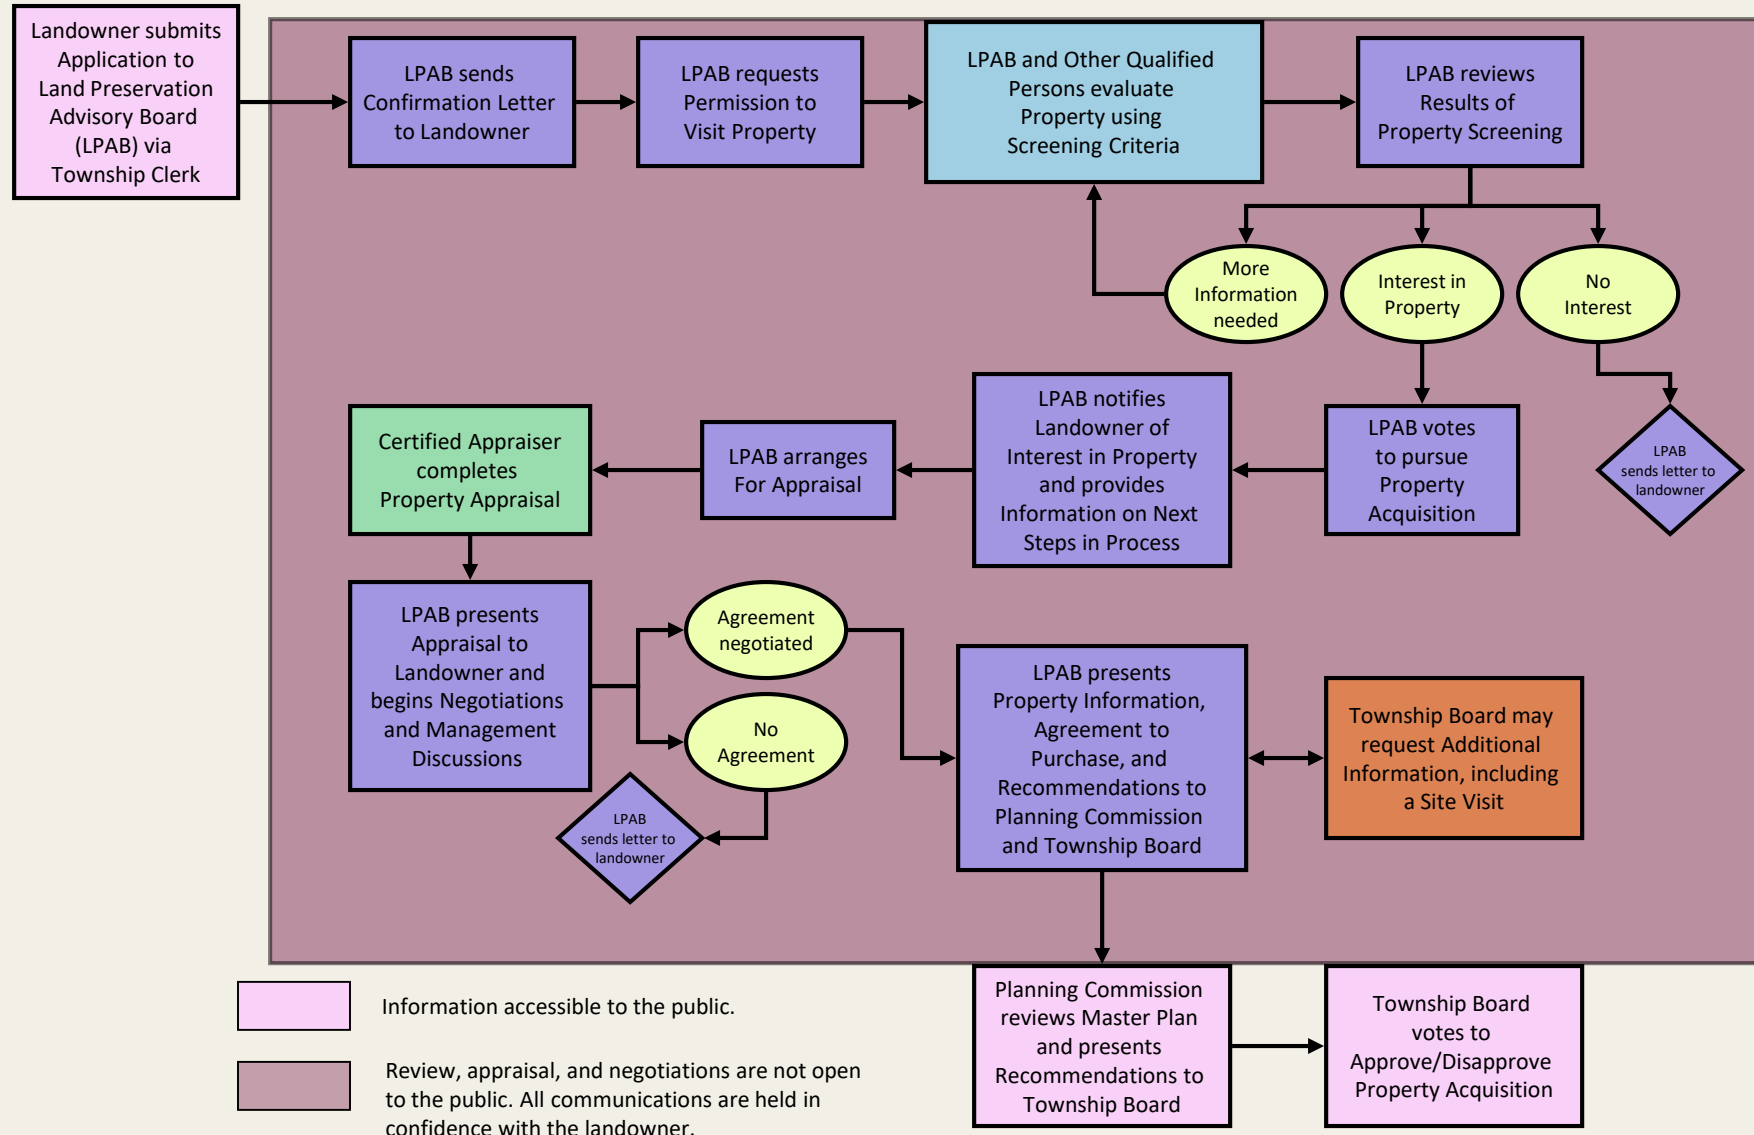 Landowner submits
Application to
Land Preservation
Advisory Board
(LPAB) via
Township Clerk
LPAB sends
Confirmation Letter
to Landowner
LPAB requests
Permission to
Visit Property
LPAB and Other Qualified
Persons evaluate
Property using
Screening Criteria
LPAB reviews
Results of
Property Screening
More
Information
needed
Interest in
Property
No
Interest
LPAB
sends letter to
landowner
LPAB votes
to pursue
Property
Acquisition
LPAB notifies
Landowner of
Interest in Property
and provides
Information on Next
Steps in Process
LPAB arranges
For Appraisal
Certified Appraiser
completes
Property Appraisal
LPAB presents
Appraisal to
Landowner and
begins Negotiations
and Management
Discussions
Agreement
negotiated
No
Agreement
LPAB
sends letter to
landowner
LPAB presents
Property Information,
Agreement to
Purchase, and
Recommendations to
Planning Commission
and Township Board
Township Board may
request Additional
Information, including
a Site Visit
Planning Commission
reviews Master Plan
and presents
Recommendations to
Township Board
Township Board
votes to
Approve/Disapprove
Property Acquisition
Information accessible to the public.
Review, appraisal, and negotiations are not open
to the public. All communications are held in
confidence with the landowner.